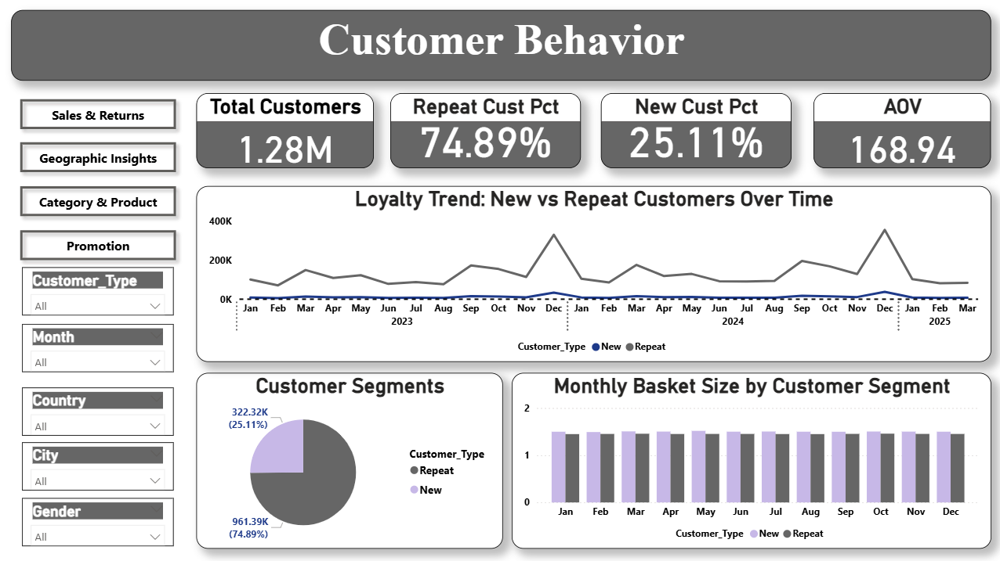 Customer Behavior
Sales & Returns
Geographic Insights
Category & Product
Promotion
Customer_Type
All
Month
All
Country
All
City
All
Gender
All
Total Customers
1.28M
Repeat Cust Pct
74.89%
New Cust Pct
25.11%
AOV
168.94
Loyalty Trend: New vs Repeat Customers Over Time
400K
200K
0K
Jan Feb Mar Apr May Jun Jul Aug Sep Oct Nov Dec Jan Feb Mar Apr May Jun Jul Aug Sep Oct Nov Dec Jan Feb Mar
2023 2024 2025
Customer_Type New Repeat
Customer Segments
322.32K
(25.11%)
961.39K
(74.89%)
Customer_Type
Repeat
New
Monthly Basket Size by Customer Segment
2
1
0
Jan Feb Mar Apr May Jun Jul Aug Sep Oct Nov Dec
Customer_Type New Repeat